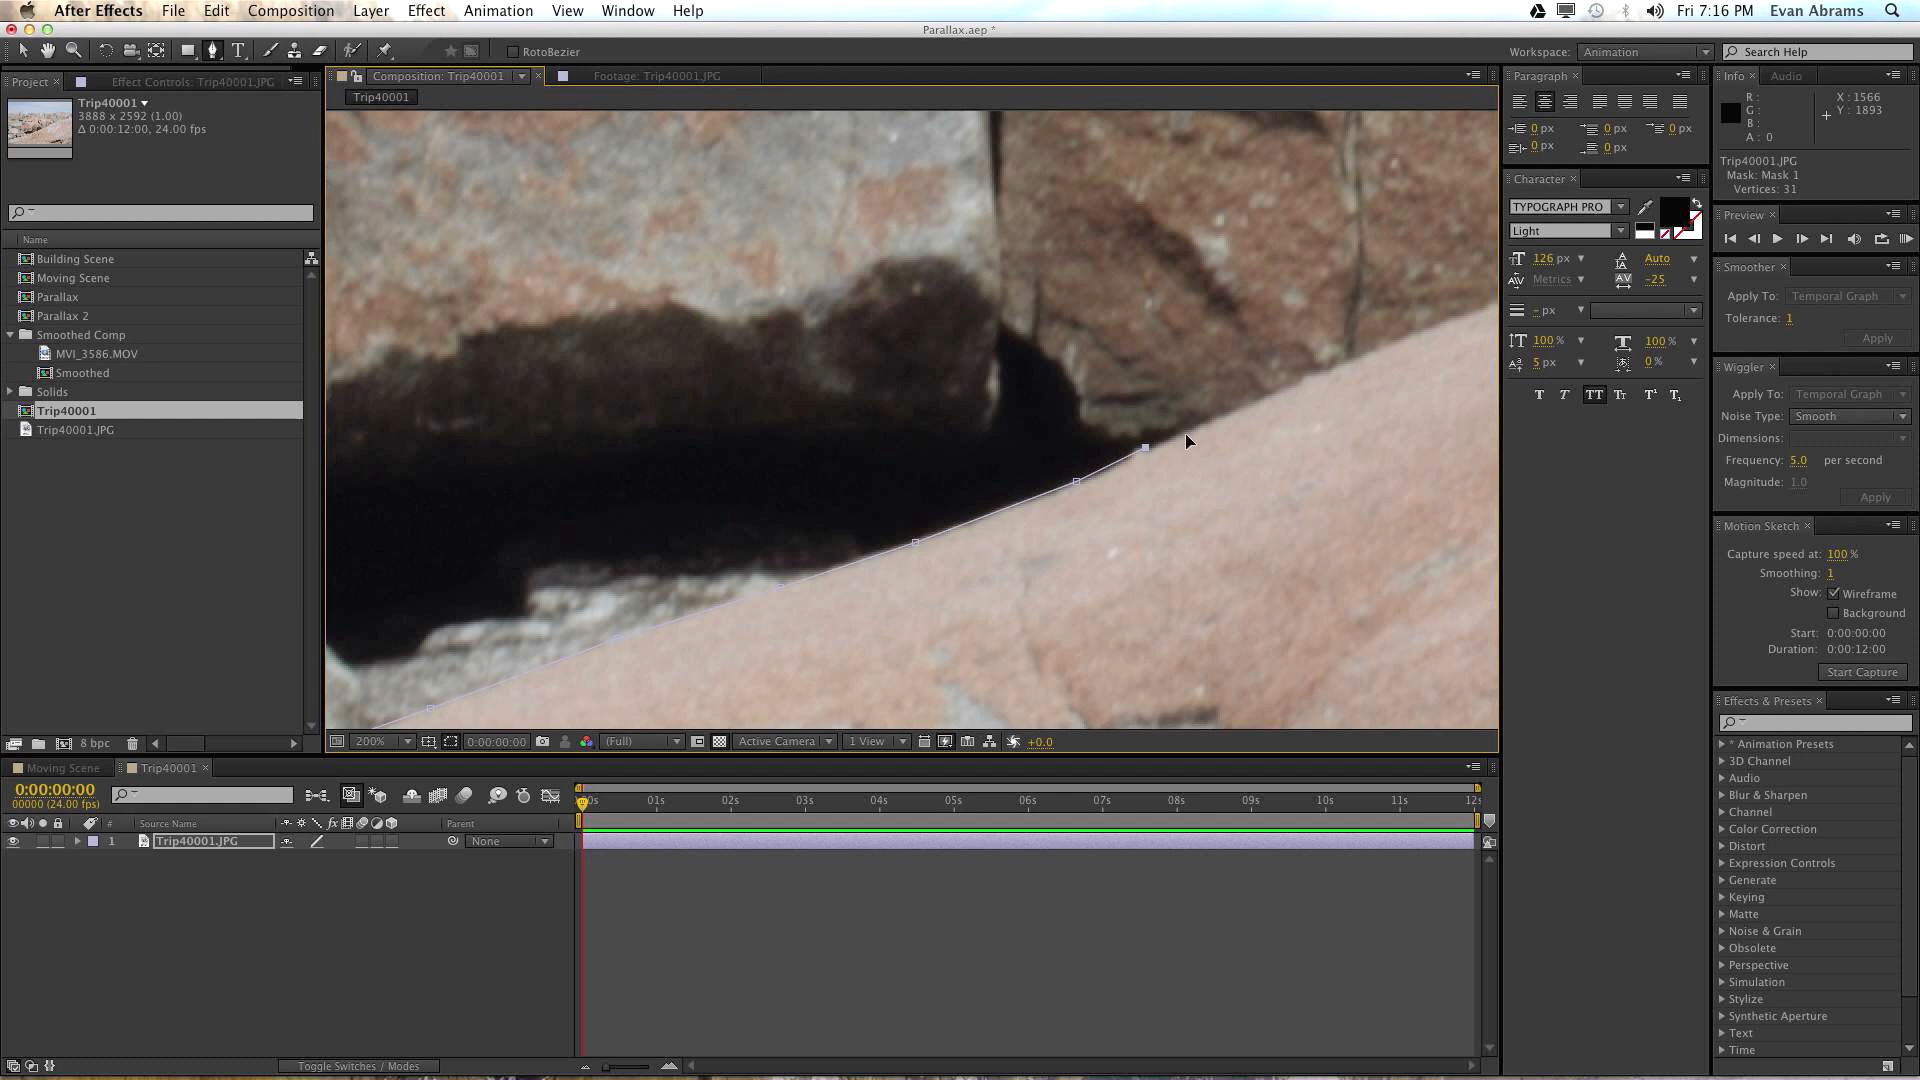 After Effects File Edit Composition Layer Effect Animation View Window Help Fri 7:16 PM Evan Abrams
Parallax.aep *
RotoBezier Workspace: Animation Search Help
Project × Effect Controls: Trip40001.JPG
Trip40001
3888 x 2592 (1.00)
Δ 0:00:12:00, 24.00 fps
Name
Building Scene
Moving Scene
Parallax
Parallax 2
Smoothed Comp
MVI_3586.MOV
Smoothed
Solids
Trip40001
Trip40001.JPG
8 bpc
Composition: Trip40001 × Footage: Trip40001.JPG
Trip40001
200% 0:00:00:00 (Full) Active Camera 1 View +0.0
Paragraph ×
0 px 0 px 0 px
0 px 0 px
Character ×
TYPOGRAPH PRO
Light
126 px Auto
Metrics -25
- px
100 % 100 %
5 px 0 %
T T TT Tt T¹ T₁
Info × Audio
R :
G :
B :
A : 0
X : 1566
Y : 1893
Trip40001.JPG
Mask: Mask 1
Vertices: 31
Preview ×
Smoother ×
Apply To: Temporal Graph
Tolerance: 1
Apply
Wiggler ×
Apply To: Temporal Graph
Noise Type: Smooth
Dimensions:
Frequency: 5.0 per second
Magnitude: 1.0
Apply
Motion Sketch ×
Capture speed at: 100 %
Smoothing: 1
Show: Wireframe
Background
Start: 0:00:00:00
Duration: 0:00:12:00
Start Capture
Effects & Presets ×
* Animation Presets
3D Channel
Audio
Blur & Sharpen
Channel
Color Correction
Distort
Expression Controls
Generate
Keying
Matte
Noise & Grain
Obsolete
Perspective
Simulation
Stylize
Synthetic Aperture
Text
Time
Moving Scene Trip40001 ×
0:00:00:00
00000 (24.00 fps)
# Source Name fx Parent
1 Trip40001.JPG None
01s 02s 03s 04s 05s 06s 07s 08s 09s 10s 11s
Toggle Switches / Modes